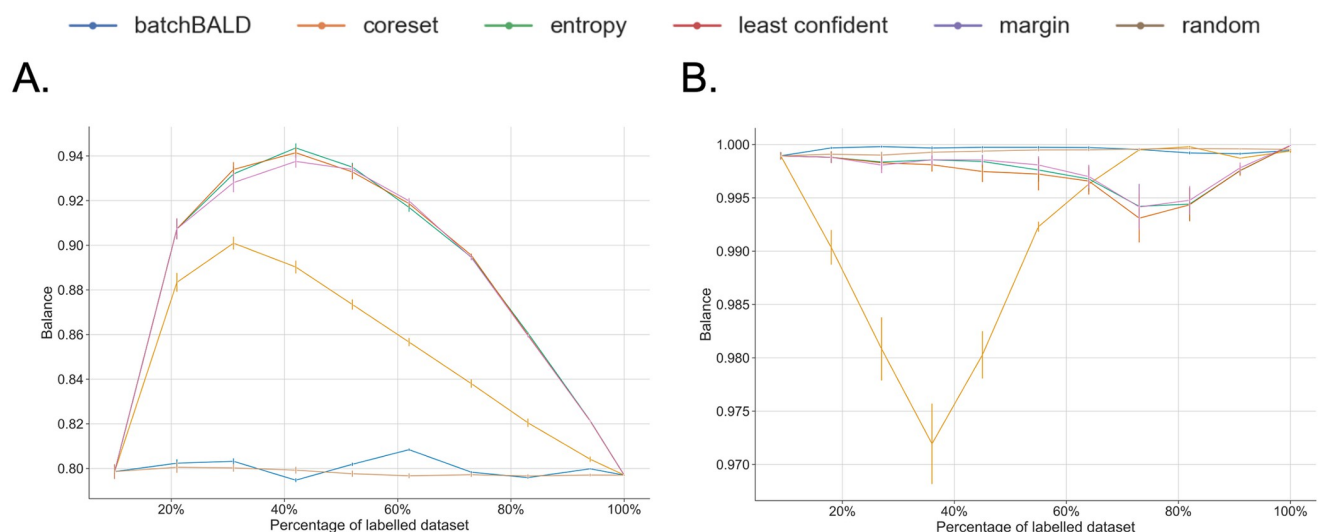 batchBALD coreset entropy least confident margin random
A. B.
0.94
0.92
0.90
0.88
0.86
0.84
0.82
0.80
Balance
20% 40% 60% 80% 100%
Percentage of labelled dataset
1.000
0.995
0.990
0.985
0.980
0.975
0.970
Balance
20% 40% 60% 80% 100%
Percentage of labelled dataset